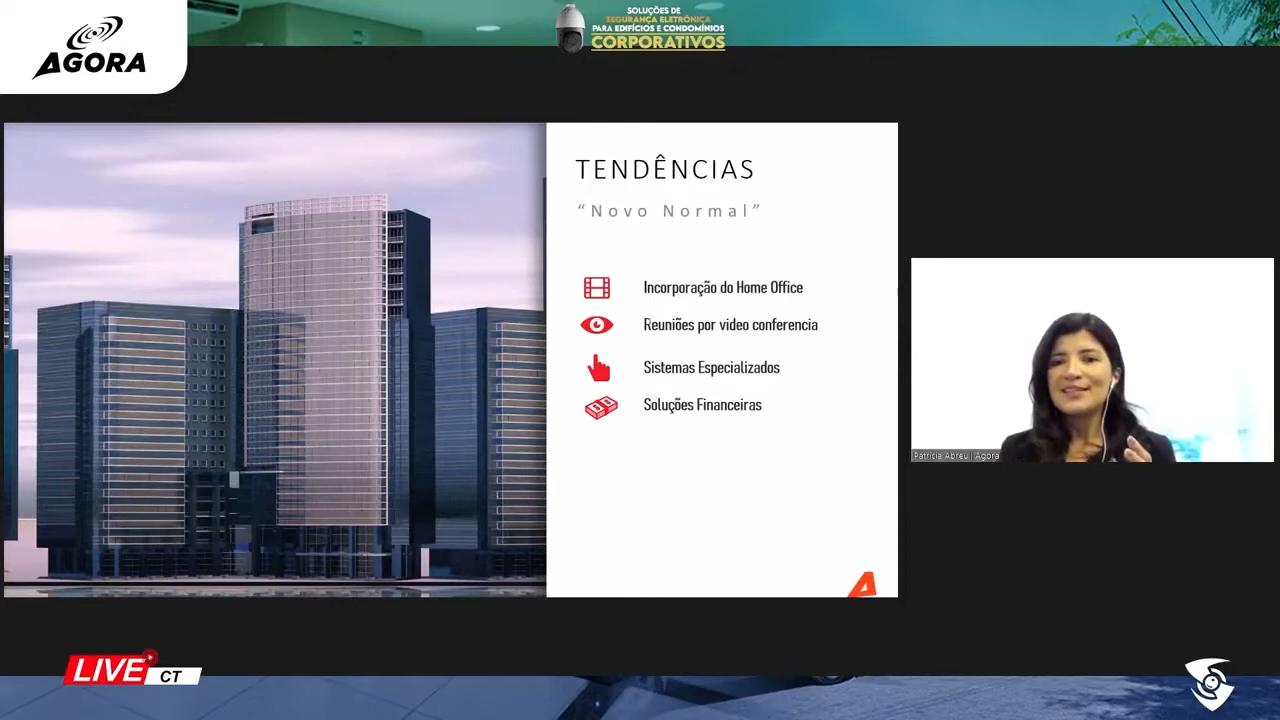 AGORA
SOLUÇÕES DE
SEGURANÇA ELETRÔNICA
PARA EDIFÍCIOS E CONDOMÍNIOS
CORPORATIVOS
TENDÊNCIAS
“Novo Normal”
Incorporação do Home Office
Reuniões por video conferencia
Sistemas Especializados
Soluções Financeiras
Patricia Abreu | Agora
LIVE
CT